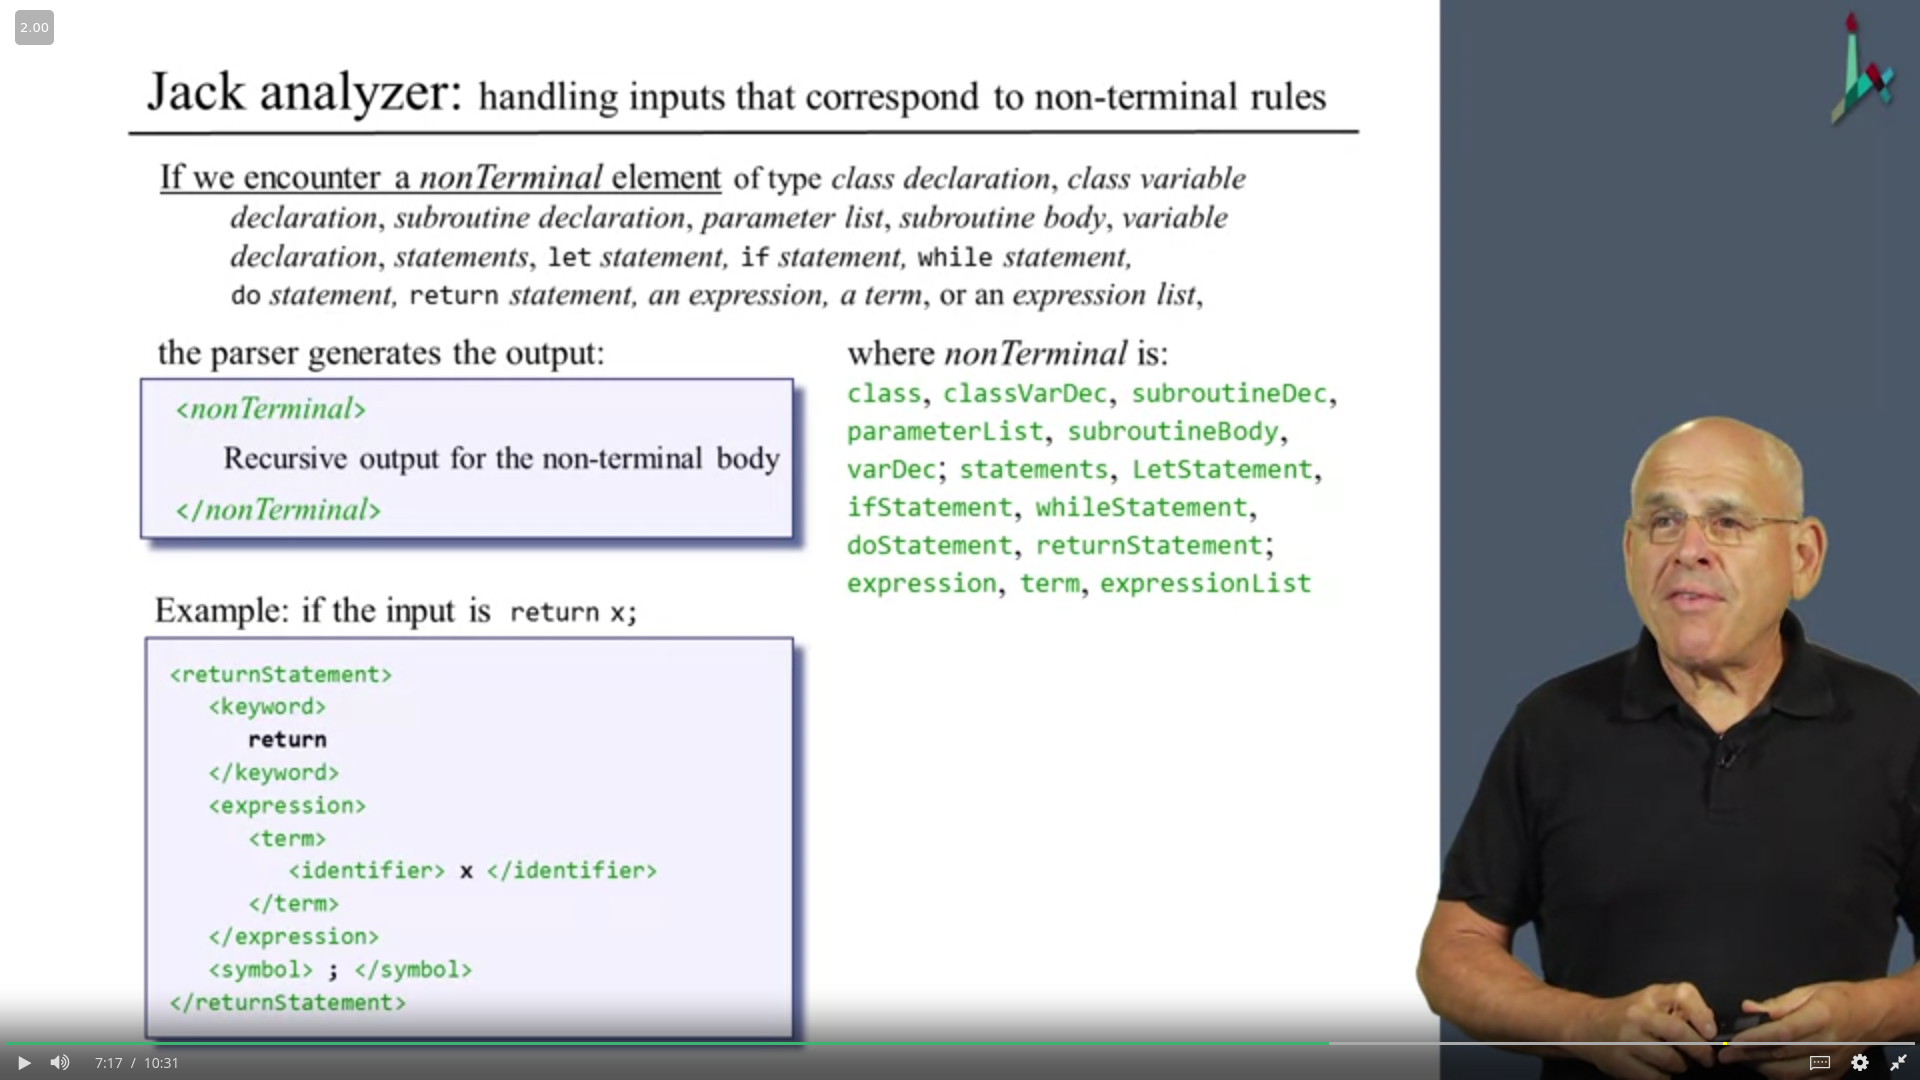 2.00
Jack analyzer: handling inputs that correspond to non-terminal rules
If we encounter a nonTerminal element of type class declaration, class variable
declaration, subroutine declaration, parameter list, subroutine body, variable
declaration, statements, let statement, if statement, while statement,
do statement, return statement, an expression, a term, or an expression list,
the parser generates the output:
<nonTerminal>
Recursive output for the non-terminal body
</nonTerminal>
where nonTerminal is:
class, classVarDec, subroutineDec,
parameterList, subroutineBody,
varDec; statements, LetStatement,
ifStatement, whileStatement,
doStatement, returnStatement;
expression, term, expressionList
Example: if the input is return x;
<returnStatement>
<keyword>
return
</keyword>
<expression>
<term>
<identifier> x </identifier>
</term>
</expression>
<symbol> ; </symbol>
</returnStatement>
7:17 / 10:31